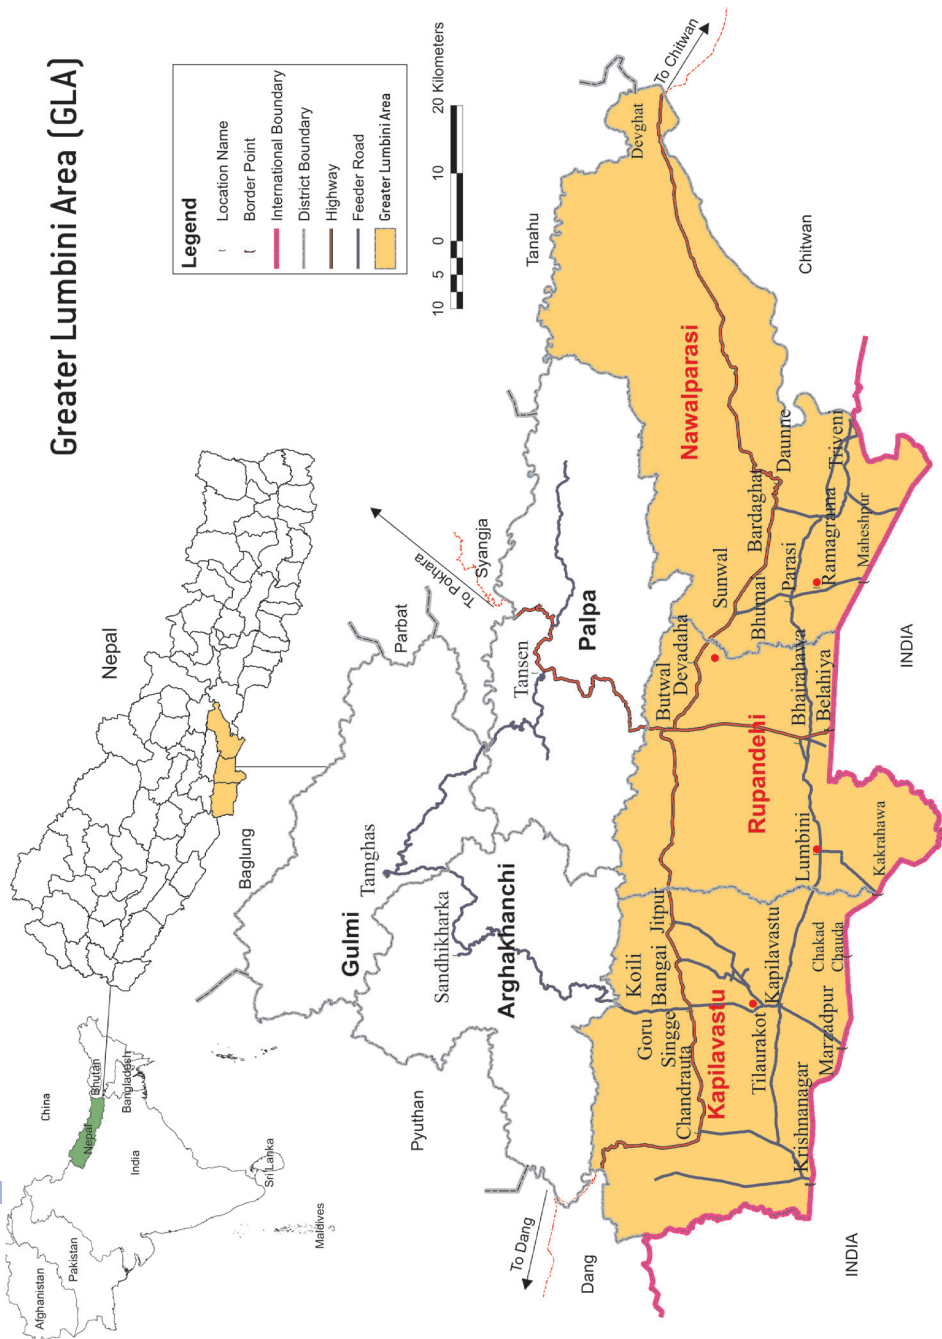 Greater Lumbini Area (GLA)
Nepal
China
Afghanistan
Pakistan
Nepal
Bhutan
Bangladesh
India
Sri Lanka
Maldives
Legend
Location Name
Border Point
International Boundary
District Boundary
Highway
Feeder Road
Greater Lumbini Area
10
5
0
10
20 Kilometers
Baglung
Parbat
To Pokhara
Syangja
Gulmi
Tamghas
Sandhikharka
Arghakhanchi
Pyuthan
Tansen
Palpa
Tanahu
Devghat
To Chitwan
To Dang
Dang
Koili
Goru
Singge
Bangai
Jitpur
Chandrauta
Kapilavastu
Tilaurakot
Kapilavastu
Krishnanagar
Marzadpur
Chakad
Chauda
Butwal
Devadaha
Rupandehi
Lumbini
Bhairahawa
Belahiya
Kakrahawa
Nawalparasi
Sunwal
Bardaghat
Daunne
Bhumai
Parasi
Ramagrama
Triveni
Maheshpur
Chitwan
INDIA
INDIA